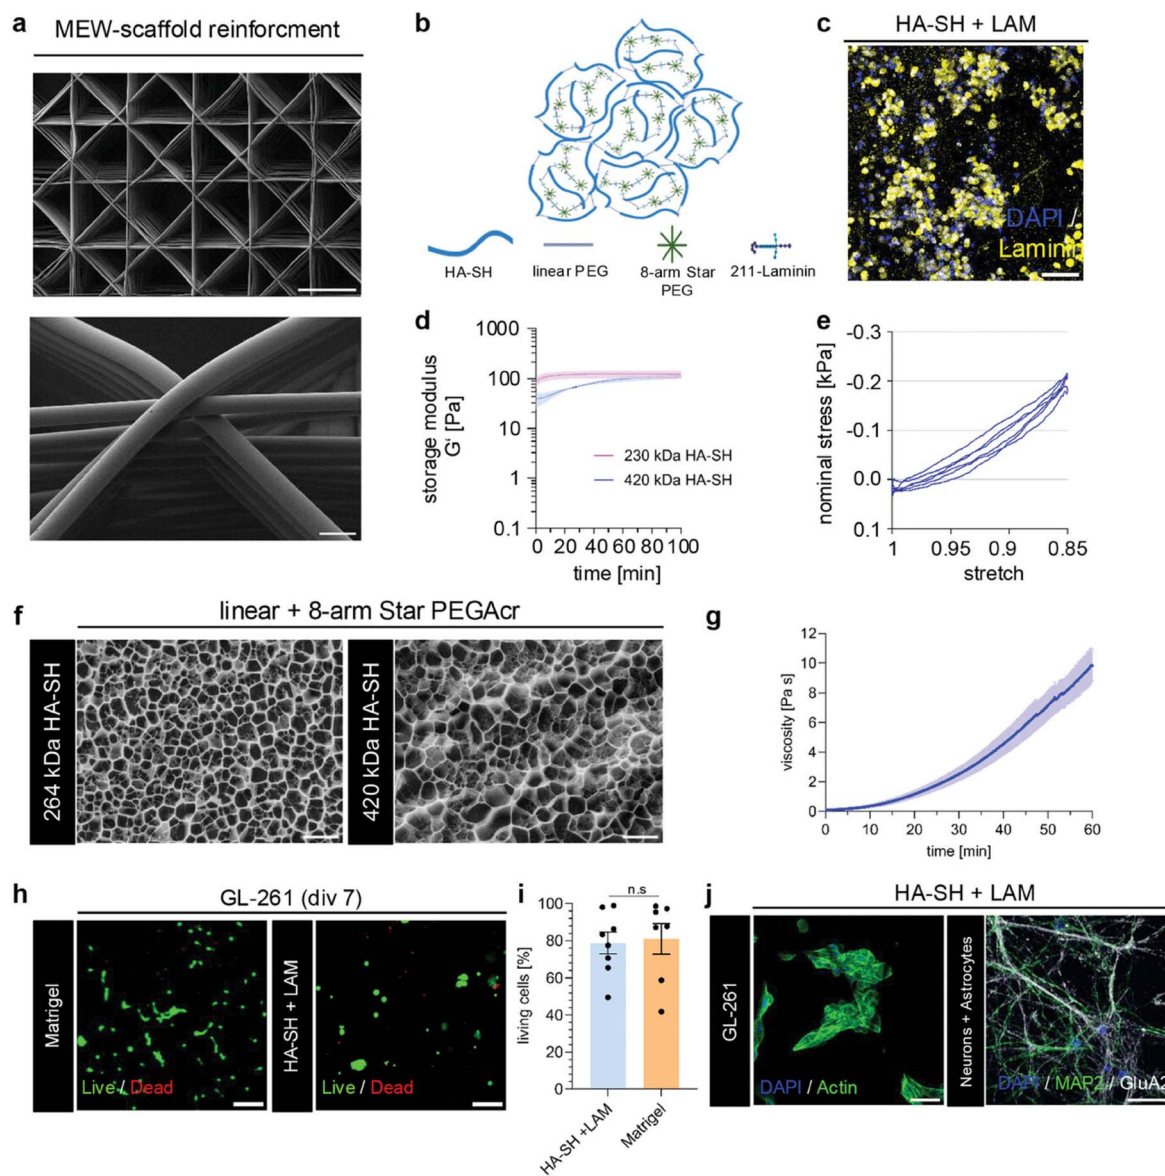 a
MEW-scaffold reinforcment
b
HA-SH
linear PEG
8-arm Star
PEG
211-Laminin
c
HA-SH + LAM
DAPI /
Laminin
d
storage modulus
G' [Pa]
1000
100
10
1
0.1
230 kDa HA-SH
420 kDa HA-SH
0 20 40 60 80 100
time [min]
e
nominal stress [kPa]
-0.3
-0.2
-0.1
0.0
0.1
1 0.95 0.9 0.85
stretch
f
linear + 8-arm Star PEGAcr
264 kDa HA-SH
420 kDa HA-SH
g
viscosity [Pa s]
12
10
8
6
4
2
0
0 10 20 30 40 50 60
time [min]
h
GL-261 (div 7)
Matrigel
Live / Dead
HA-SH + LAM
Live / Dead
i
n.s
living cells [%]
100
80
60
40
20
0
HA-SH +LAM
Matrigel
j
HA-SH + LAM
GL-261
DAPI / Actin
Neurons + Astrocytes
DAPI / MAP2 / GluA2